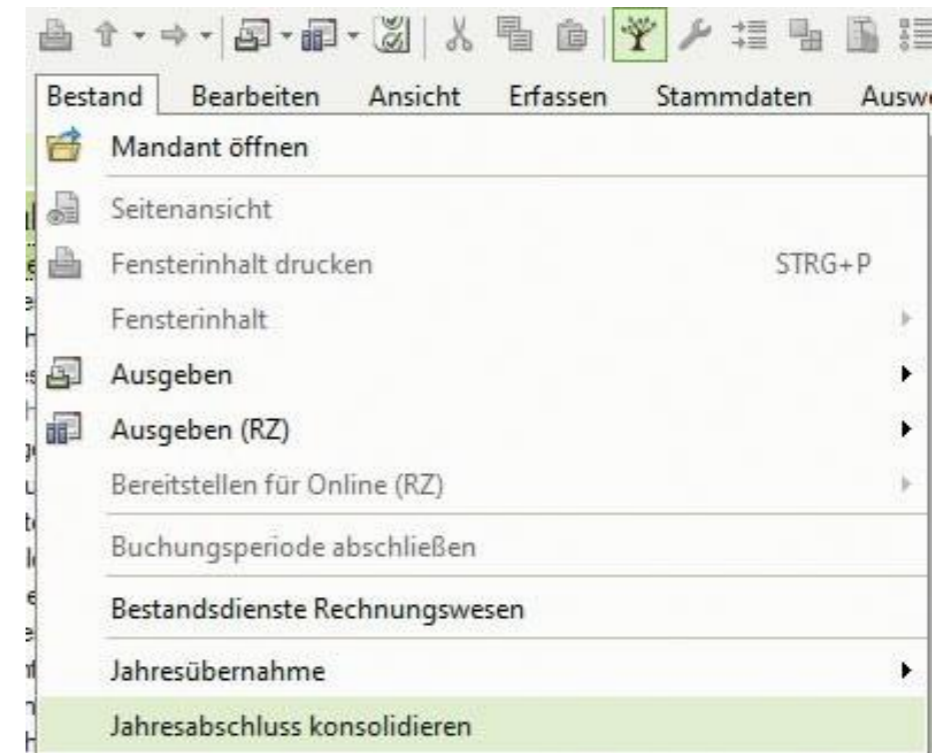 Bestand Bearbeiten Ansicht Erfassen Stammdaten
Mandant öffnen
Seitenansicht
Fensterinhalt drucken STRG+P
Fensterinhalt
Ausgeben
Ausgeben (RZ)
Bereitstellen für Online (RZ)
Buchungsperiode abschließen
Bestandsdienste Rechnungswesen
Jahresübernahme
Jahresabschluss konsolidieren